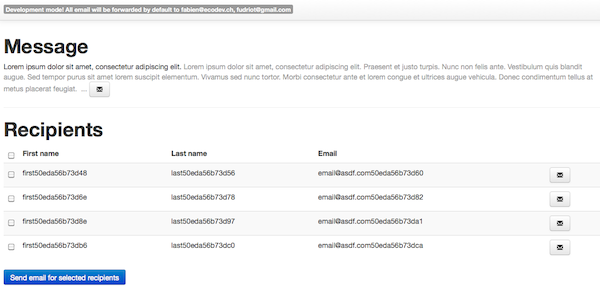 Development mode! All email will be forwarded by default to fabien@ecodev.ch, fudriot@gmail.com
Message
Lorem ipsum dolor sit amet, consectetur adipiscing elit. Lorem ipsum dolor sit amet, consectetur adipiscing elit. Praesent et justo turpis. Nunc non felis ante. Vestibulum quis blandit
augue. Sed tempor purus sit amet lorem suscipit elementum. Vivamus sed nunc tortor. Morbi consectetur ante et lorem congue et ultrices augue vehicula. Donec condimentum tellus at
metus placerat feugiat. ...
Recipients
First name Last name Email
first50eda56b73d48 last50eda56b73d56 email@asdf.com50eda56b73d60
first50eda56b73d6e last50eda56b73d78 email@asdf.com50eda56b73d82
first50eda56b73d8e last50eda56b73d97 email@asdf.com50eda56b73da1
first50eda56b73db6 last50eda56b73dc0 email@asdf.com50eda56b73dca
Send email for selected recipients